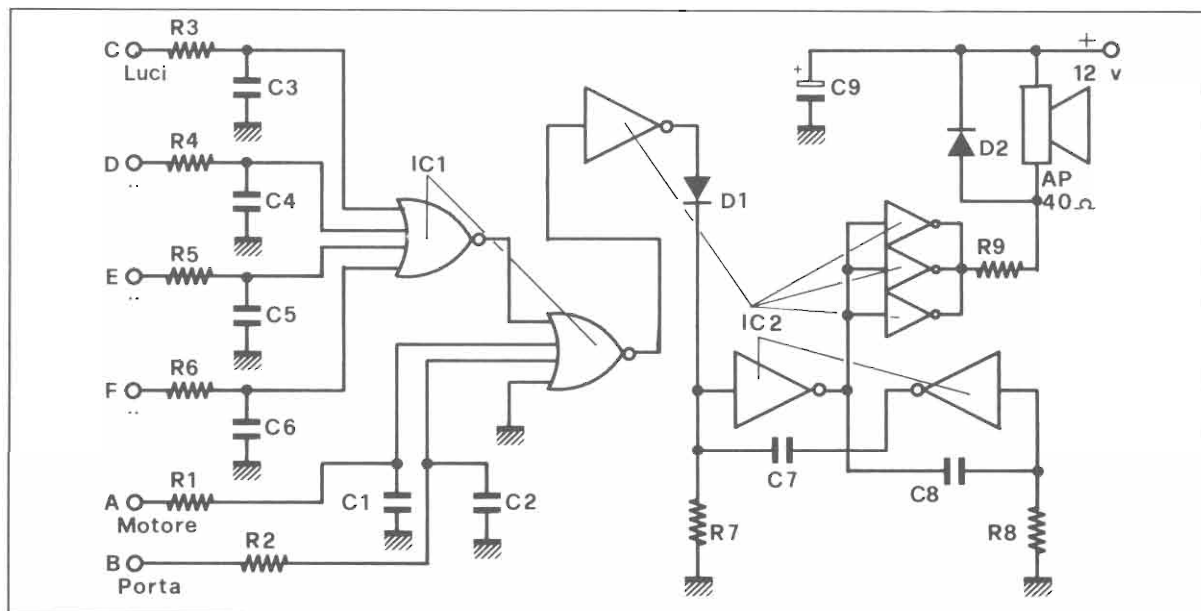 C
R3
Luci
C3
R4
D
..
C4
IC1
R5
E
..
C5
R6
F
..
C6
A
R1
Motore
C1
C2
B
R2
Porta
D1
+
C9
+
12 v
D2
AP
40Ω
R9
IC2
C7
C8
R7
R8